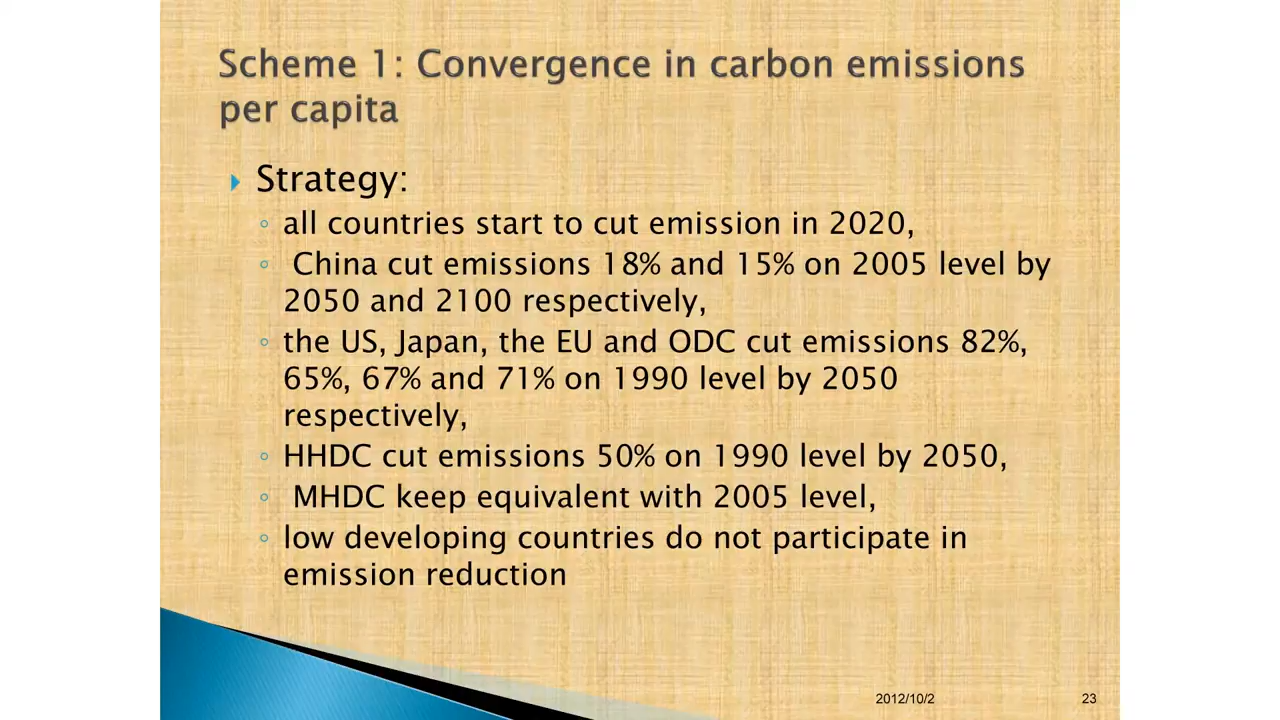 Scheme 1: Convergence in carbon emissions
per capita
Strategy:
all countries start to cut emission in 2020,
China cut emissions 18% and 15% on 2005 level by
2050 and 2100 respectively,
the US, Japan, the EU and ODC cut emissions 82%,
65%, 67% and 71% on 1990 level by 2050
respectively,
HHDC cut emissions 50% on 1990 level by 2050,
MHDC keep equivalent with 2005 level,
low developing countries do not participate in
emission reduction
2012/10/2 23